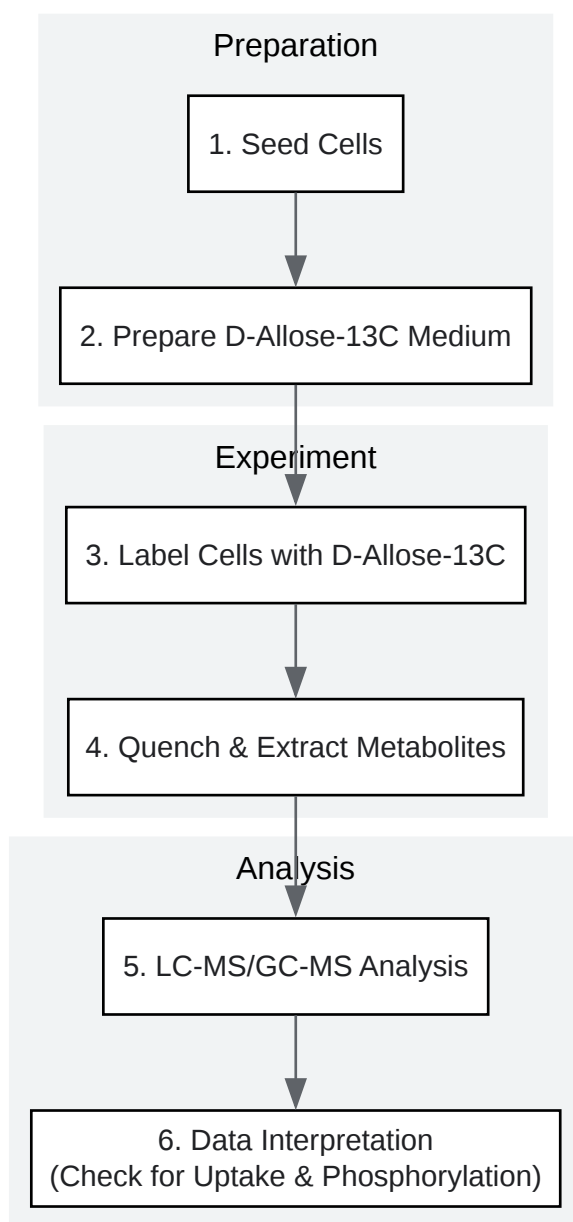 Preparation
1. Seed Cells
2. Prepare D-Allose-13C Medium
Experiment
3. Label Cells with D-Allose-13C
4. Quench & Extract Metabolites
Analysis
5. LC-MS/GC-MS Analysis
6. Data Interpretation
(Check for Uptake & Phosphorylation)